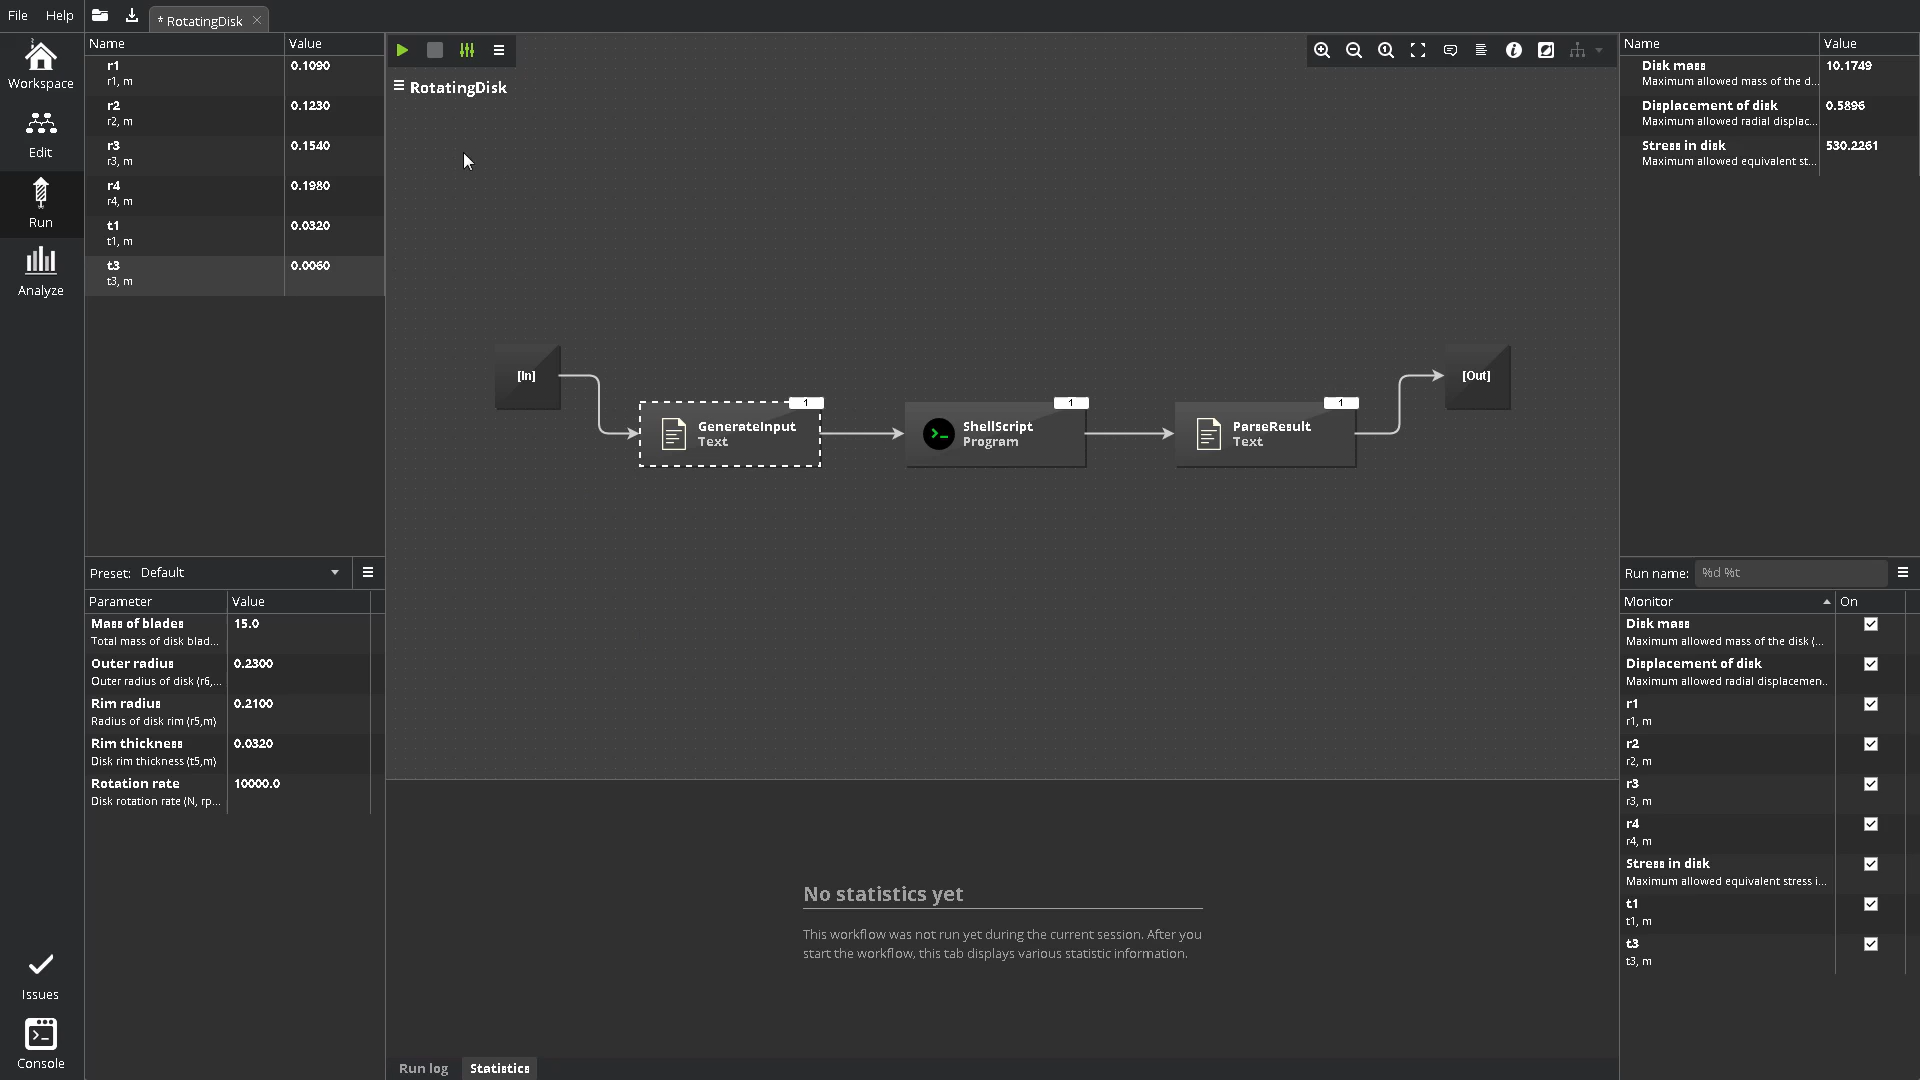 File Help * RotatingDisk
Workspace
Edit
Run
Analyze
Issues
Console
Name Value
r1 0.1090
r1, m
r2 0.1230
r2, m
r3 0.1540
r3, m
r4 0.1980
r4, m
t1 0.0320
t1, m
t3 0.0060
t3, m
Preset: Default
Parameter Value
Mass of blades 15.0
Total mass of disk blad...
Outer radius 0.2300
Outer radius of disk (r6,...
Rim radius 0.2100
Radius of disk rim (r5,m)
Rim thickness 0.0320
Disk rim thickness (t5,m)
Rotation rate 10000.0
Disk rotation rate (N, rp...
RotatingDisk
[In]
1
GenerateInput
Text
1
ShellScript
Program
1
ParseResult
Text
[Out]
No statistics yet
This workflow was not run yet during the current session. After you
start the workflow, this tab displays various statistic information.
Run log Statistics
Name Value
Disk mass 10.1749
Maximum allowed mass of the d...
Displacement of disk 0.5896
Maximum allowed radial displac...
Stress in disk 530.2261
Maximum allowed equivalent st...
Run name: %d %t
Monitor On
Disk mass
Maximum allowed mass of the disk (...
Displacement of disk
Maximum allowed radial displacemen..
r1
r1, m
r2
r2, m
r3
r3, m
r4
r4, m
Stress in disk
Maximum allowed equivalent stress i...
t1
t1, m
t3
t3, m